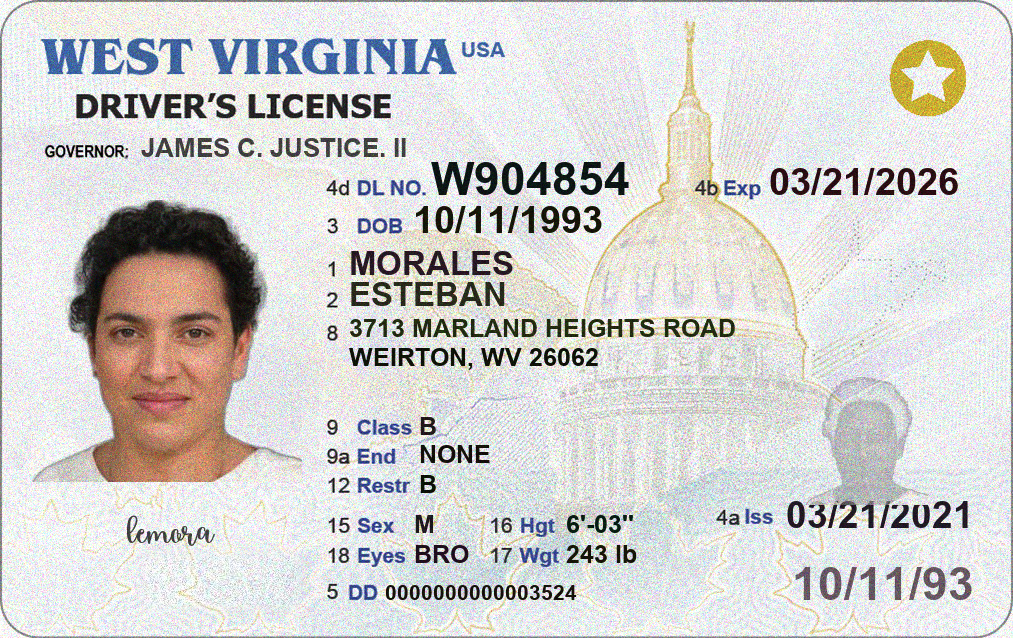 WEST VIRGINIA USA
DRIVER'S LICENSE
GOVERNOR: JAMES C. JUSTICE. II
4d DL NO. W904854 4b Exp 03/21/2026
3 DOB 10/11/1993
1 MORALES
2 ESTEBAN
8 3713 MARLAND HEIGHTS ROAD
WEIRTON, WV 26062
9 Class B
9a End NONE
12 Restr B
15 Sex M 16 Hgt 6'-03"
4a Iss 03/21/2021
18 Eyes BRO 17 Wgt 243 lb
5 DD 0000000000003524
lemora
10/11/93